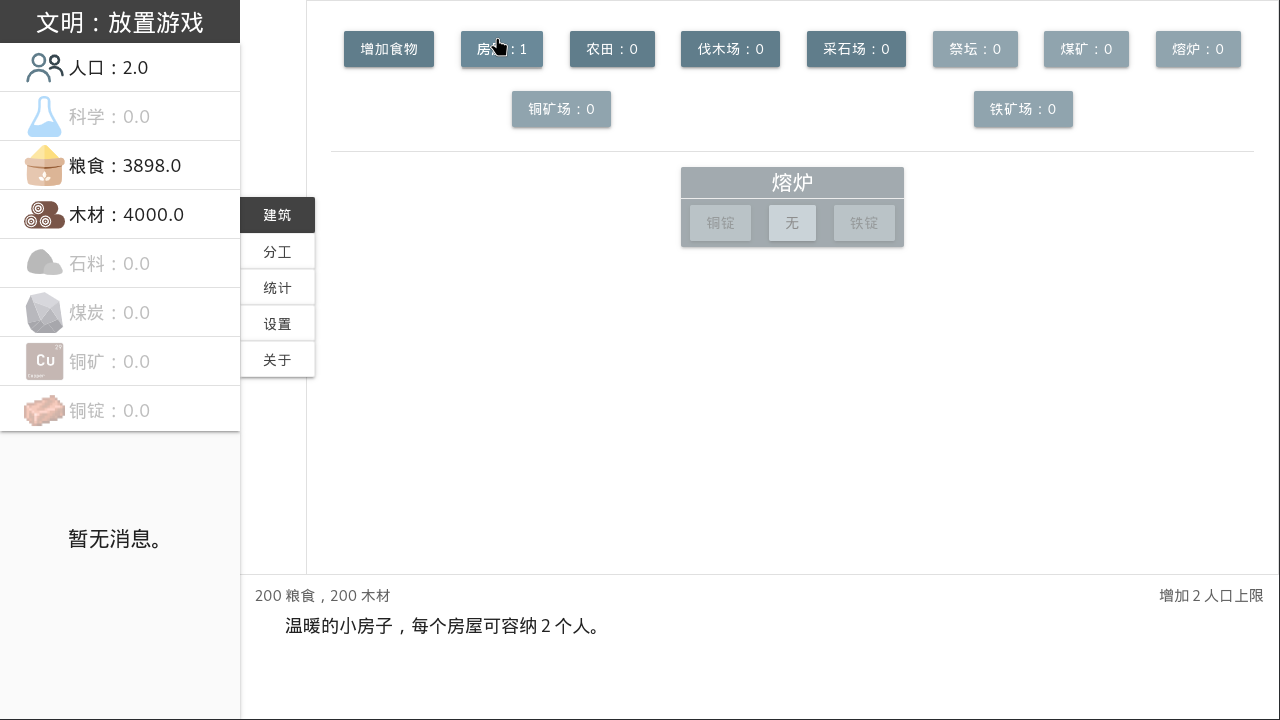 文明：放置游戏
人口：2.0
科学：0.0
粮食：3898.0
木材：4000.0
石料：0.0
煤炭：0.0
铜矿：0.0
铜锭：0.0
暂无消息。
建筑
分工
统计
设置
关于
增加食物
房：1
农田：0
伐木场：0
采石场：0
祭坛：0
煤矿：0
熔炉：0
铜矿场：0
铁矿场：0
熔炉
铜锭
无
铁锭
200 粮食，200 木材
增加 2 人口上限
温暖的小房子，每个房屋可容纳 2 个人。